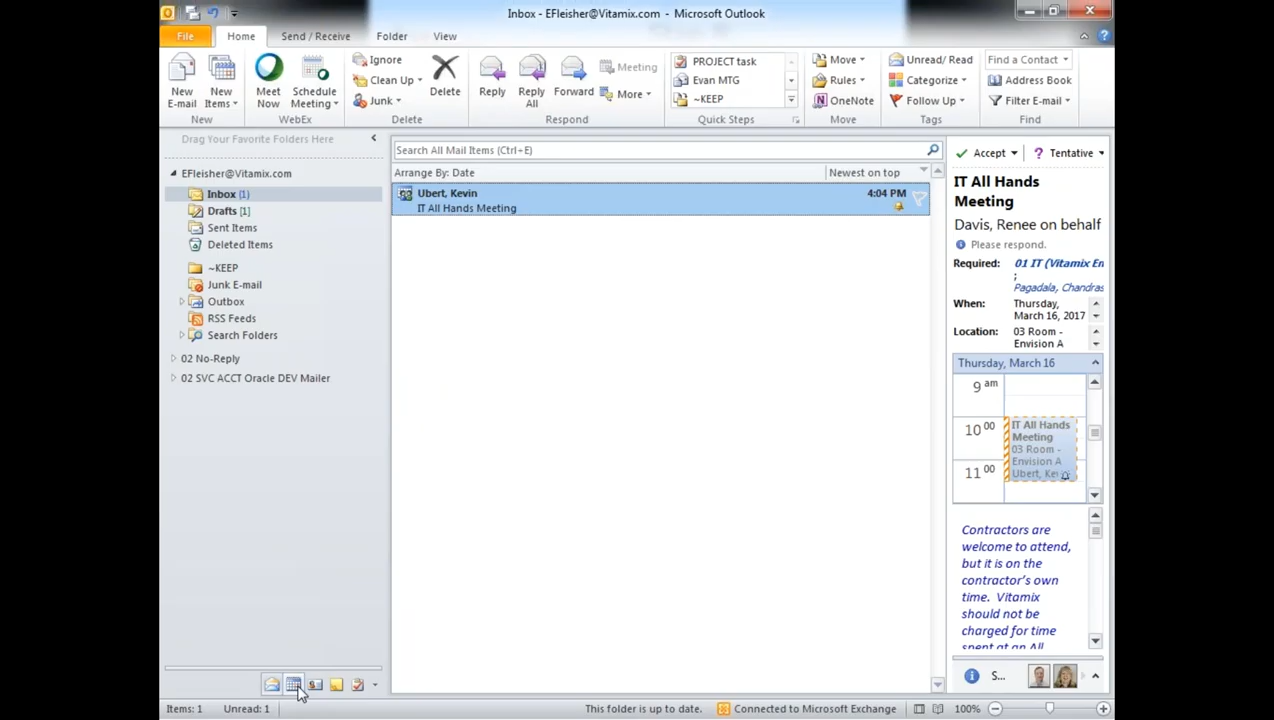 Inbox - EFleisher@Vitamix.com - Microsoft Outlook
File Home Send / Receive Folder View
New E-mail
New Items
New
Meet Now
Schedule Meeting
WebEx
Ignore
Clean Up
Junk
Delete
Delete
Reply
Reply All
Forward
Meeting
More
Respond
PROJECT task
Evan MTG
~KEEP
Quick Steps
Move
Rules
OneNote
Move
Unread/ Read
Categorize
Follow Up
Tags
Find a Contact
Address Book
Filter E-mail
Find
Drag Your Favorite Folders Here
EFleisher@Vitamix.com
Inbox (1)
Drafts [1]
Sent Items
Deleted Items
~KEEP
Junk E-mail
Outbox
RSS Feeds
Search Folders
02 No-Reply
02 SVC ACCT Oracle DEV Mailer
Search All Mail Items (Ctrl+E)
Arrange By: Date Newest on top
Ubert, Kevin 4:04 PM
IT All Hands Meeting
Accept Tentative
IT All Hands
Meeting
Davis, Renee on behalf
Please respond.
Required: 01 IT (Vitamix En
;
Pagadala, Chandras
When: Thursday,
March 16, 2017
Location: 03 Room -
Envision A
Thursday, March 16
9 am
10 00
11 00
IT All Hands
Meeting
03 Room -
Envision A
Ubert, Kev
Contractors are
welcome to attend,
but it is on the
contractor's own
time. Vitamix
should not be
charged for time
spent at an All
S...
Items: 1 Unread: 1 This folder is up to date. Connected to Microsoft Exchange 100%